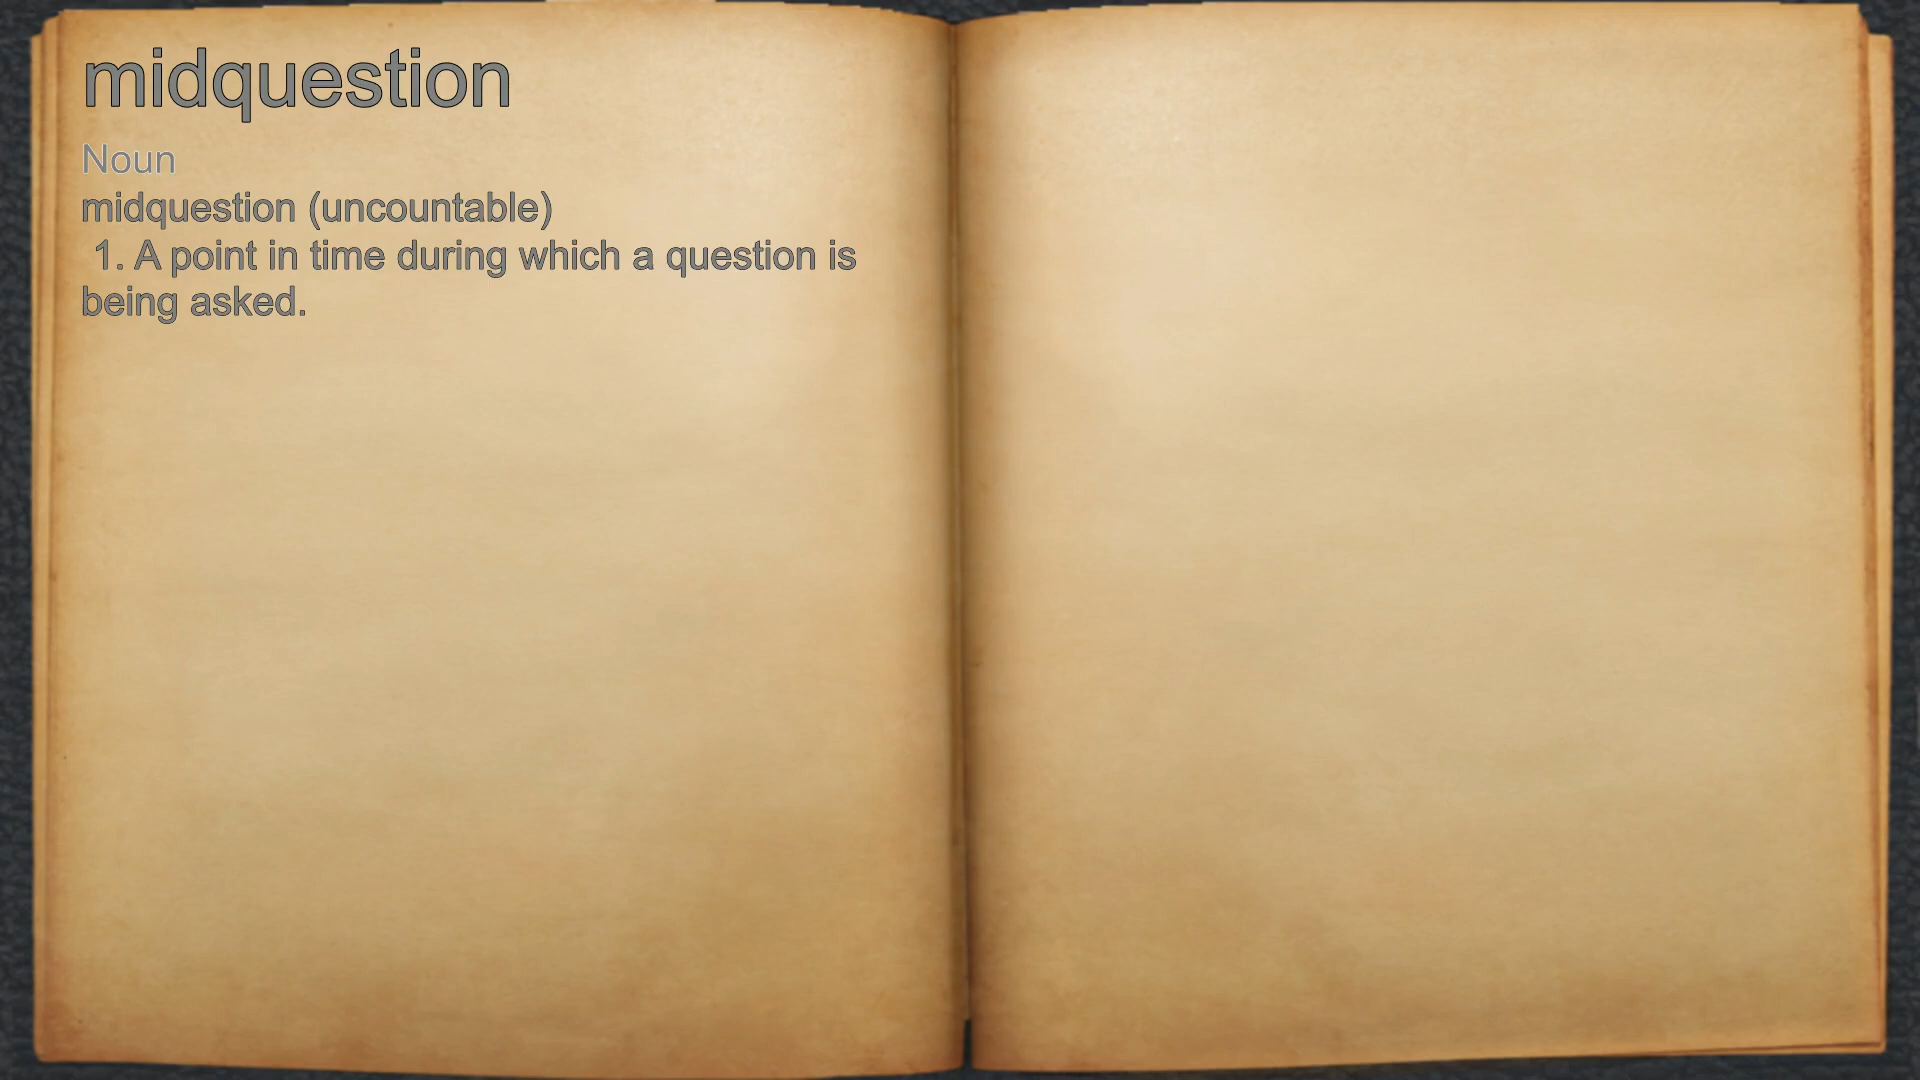 midquestion
Noun
midquestion (uncountable)
1. A point in time during which a question is
being asked.